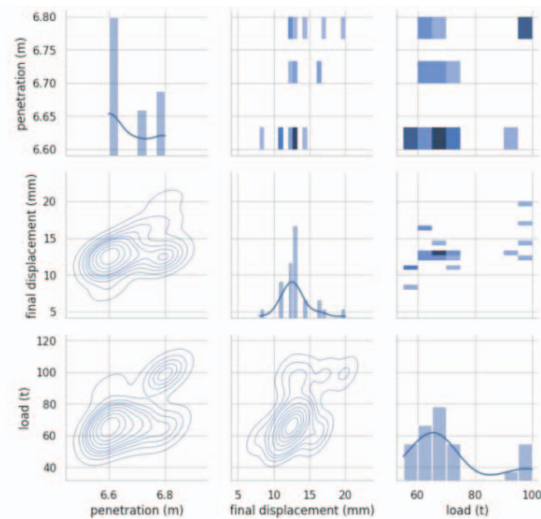 penetration (m)
6.80
6.75
6.70
6.65
6.60
final displacement (mm)
20
15
10
5
load (t)
120
100
80
60
40
6.6 6.8 5 10 15 20 60 80 100
penetration (m) final displacement (mm) load (t)